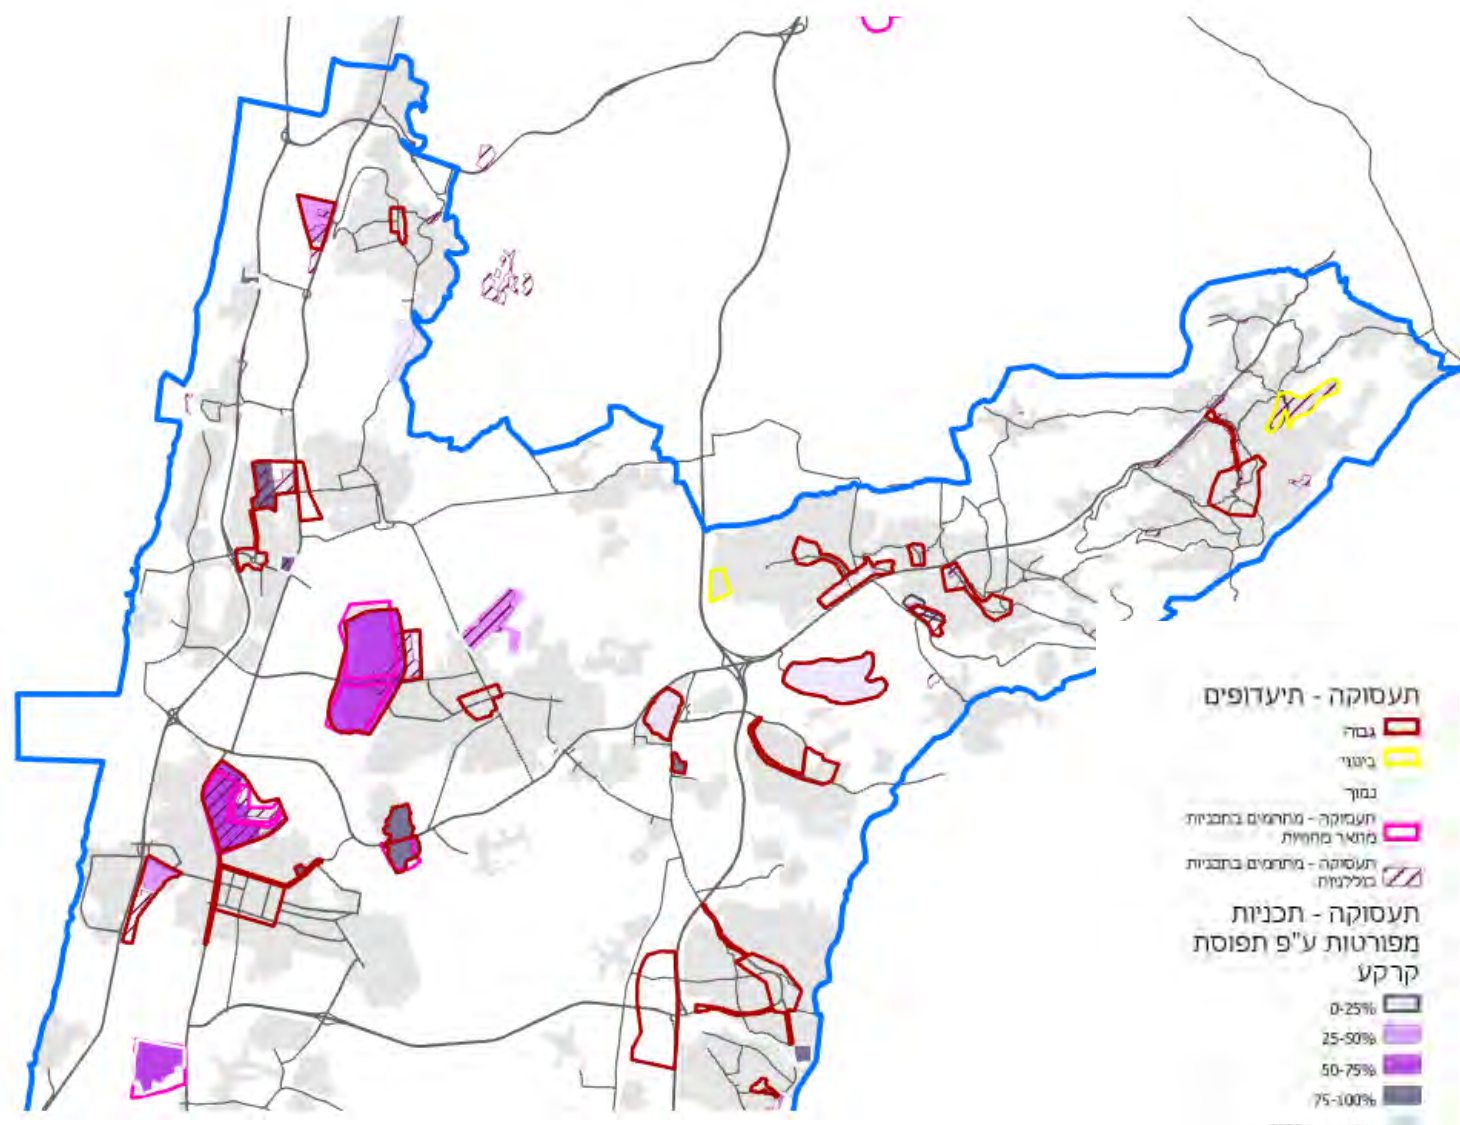 תעסוקה - תיעדופים
גבוה
בינוני
נמוך
תעסוקה - מתחמים בתכניות
מתאר מחוזיות
תעסוקה - מתחמים בתכניות
כוללניות
תעסוקה - תכניות
מפורטות ע"פ תפוסת
קרקע
0-25%
25-50%
50-75%
75-100%